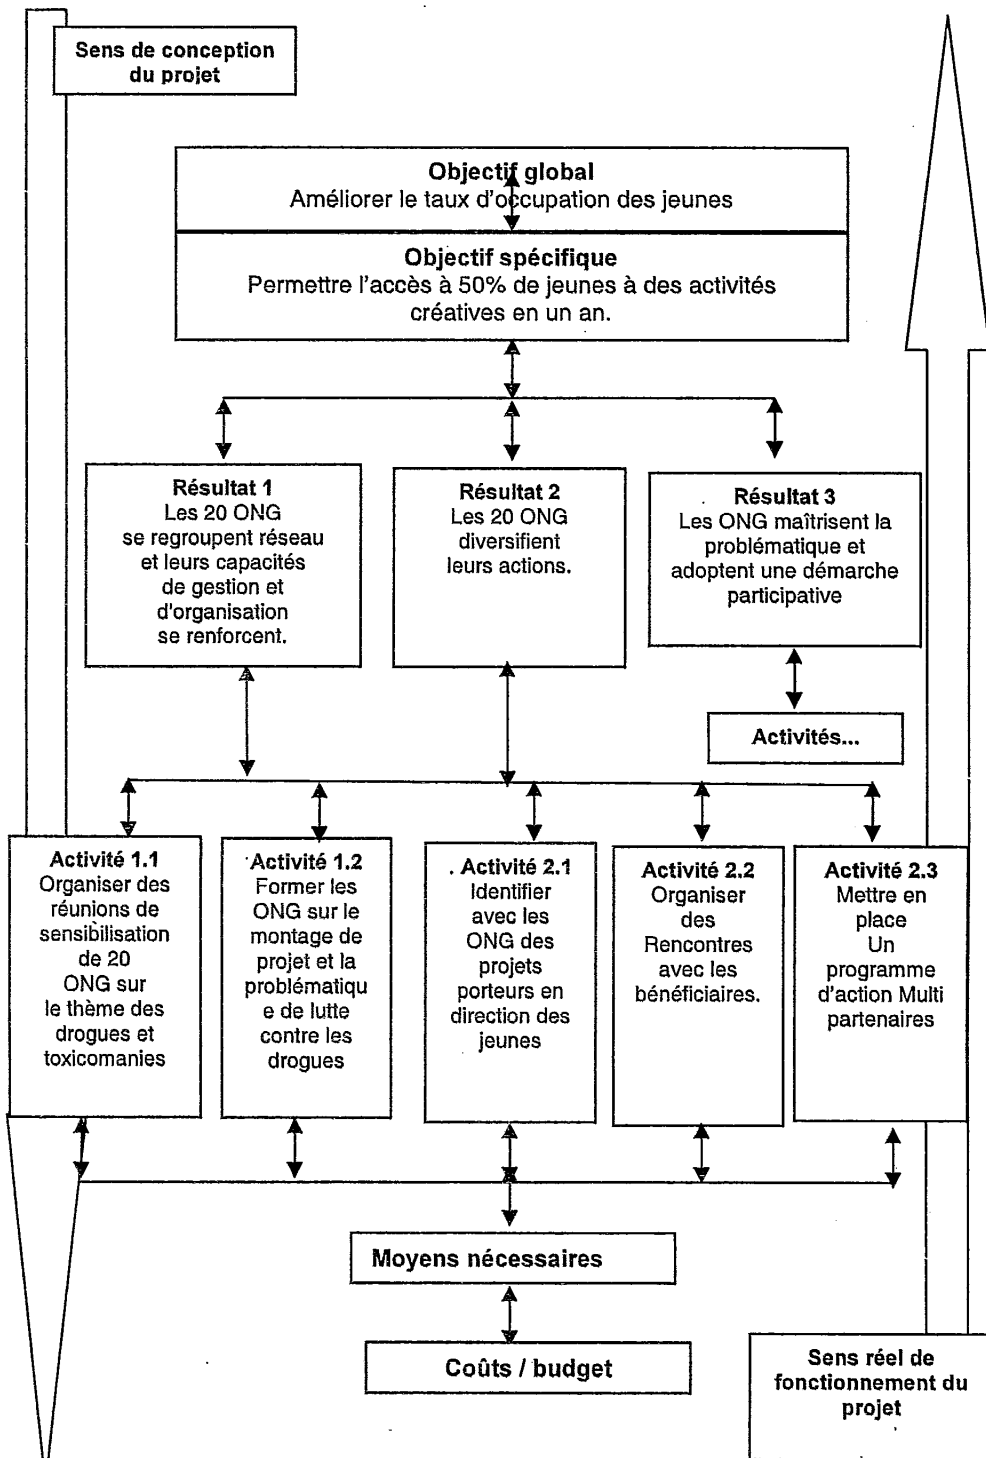 Sens de conception
du projet
Objectif global
Améliorer le taux d'occupation des jeunes
Objectif spécifique
Permettre l'accès à 50% de jeunes à des activités
créatives en un an.
Résultat 1
Les 20 ONG
se regroupent réseau
et leurs capacités
de gestion et
d'organisation
se renforcent.
Résultat 2
Les 20 ONG
diversifient
leurs actions.
Résultat 3
Les ONG maîtrisent la
problématique et
adoptent une démarche
participative
Activités...
Activité 1.1
Organiser des
réunions de
sensibilisation
de 20
ONG sur
le thème des
drogues et
toxicomanies
Activité 1.2
Former les
ONG sur le
montage de
projet et la
problématiqu
e de lutte
contre les
drogues
Activité 2.1
Identifier
avec les
ONG des
projets
porteurs en
direction des
jeunes
Activité 2.2
Organiser
des
Rencontres
avec les
bénéficiaires.
Activité 2.3
Mettre en
place
Un
programme
d'action Multi
partenaires
Moyens nécessaires
Coûts / budget
Sens réel de
fonctionnement du
projet